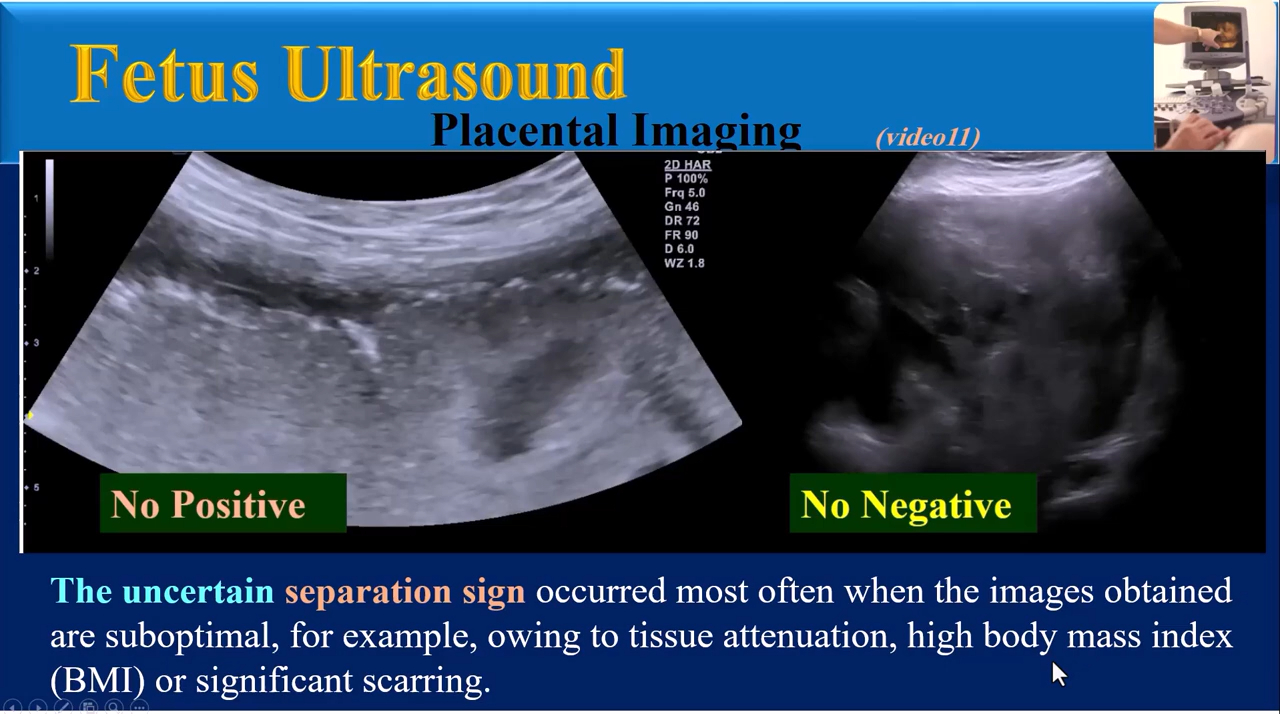 Fetus Ultrasound
Placental Imaging (video11)
2D HAR
P 100%
Frq 5.0
Gn 46
DR 72
FR 90
D 6.0
WZ 1.8
1
2
3
5
No Positive
No Negative
The uncertain separation sign occurred most often when the images obtained
are suboptimal, for example, owing to tissue attenuation, high body mass index
(BMI) or significant scarring.